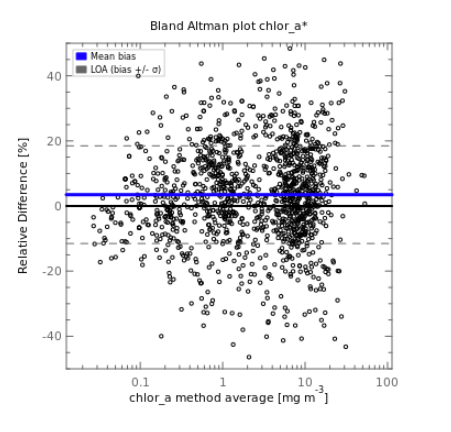 Bland Altman plot chlor_a*
Mean bias
LOA (bias +/- σ)
Relative Difference [%]
40
20
0
-20
-40
0.1
1
10
100
chlor_a method average [mg m⁻³]